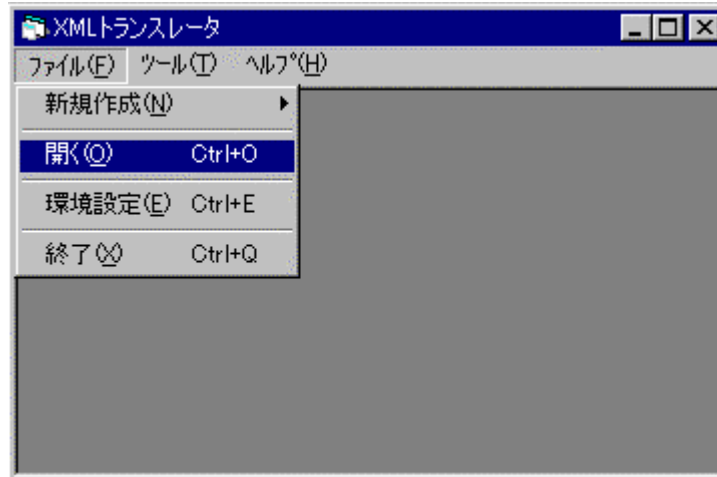 XMLトランスレータ
ﾌｧｲﾙ(F) ﾂｰﾙ(T) ﾍﾙﾌﾟ(H)
新規作成(N)
開く(O) Ctrl+O
環境設定(E) Ctrl+E
終了(X) Ctrl+Q